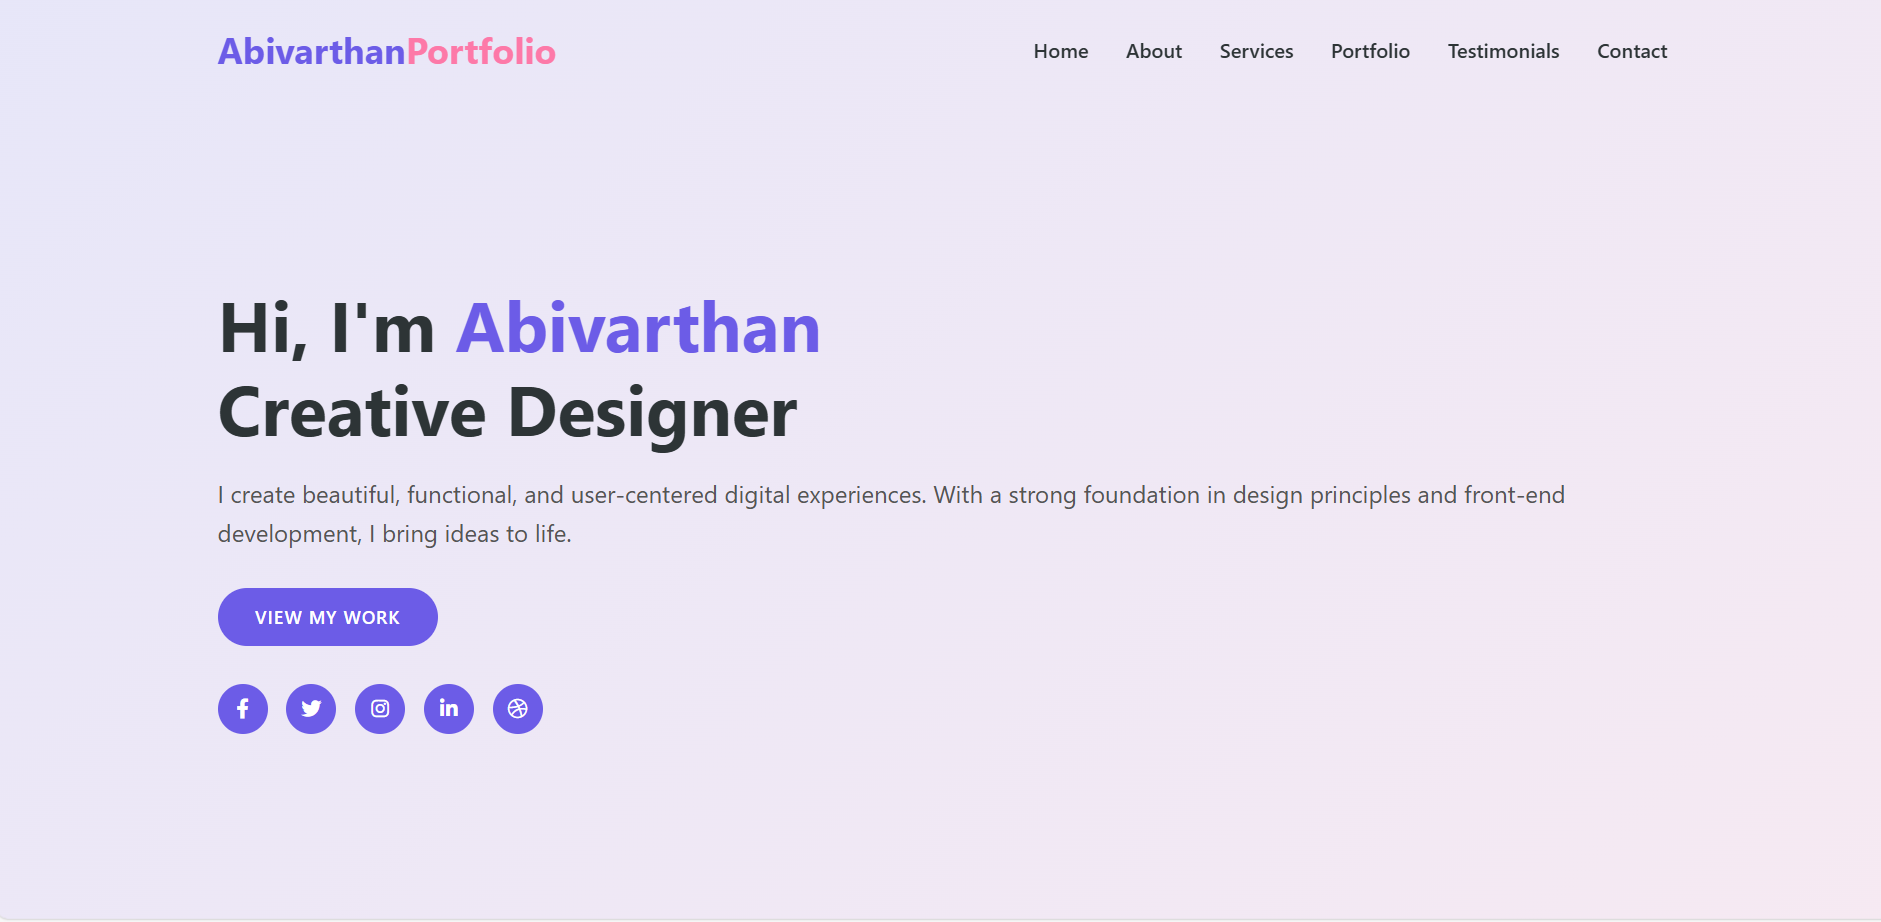 AbivarthanPortfolio
Home About Services Portfolio Testimonials Contact
Hi, I'm Abivarthan
Creative Designer
I create beautiful, functional, and user-centered digital experiences. With a strong foundation in design principles and front-end
development, I bring ideas to life.
VIEW MY WORK